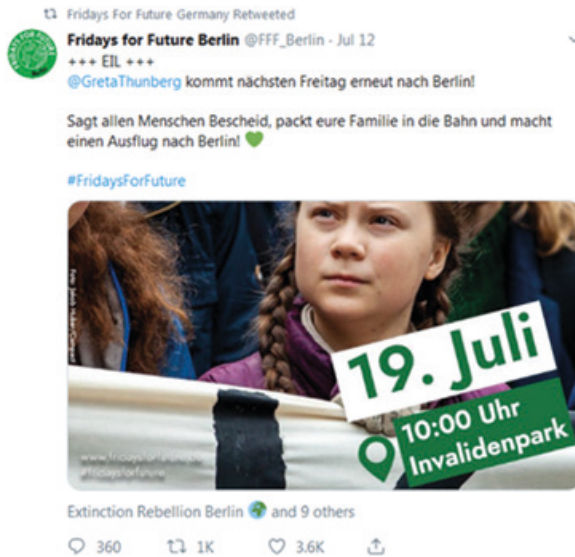 Fridays For Future Germany Retweeted
Fridays for Future Berlin @FFF_Berlin · Jul 12
+++ EIL +++
@GretaThunberg kommt nächsten Freitag erneut nach Berlin!
Sagt allen Menschen Bescheid, packt eure Familie in die Bahn und macht
einen Ausflug nach Berlin! 💚
#FridaysForFuture
19. Juli
10:00 Uhr
Invalidenpark
#fridaysforfuture
Extinction Rebellion Berlin 🌍 and 9 others
360 1K 3.6K